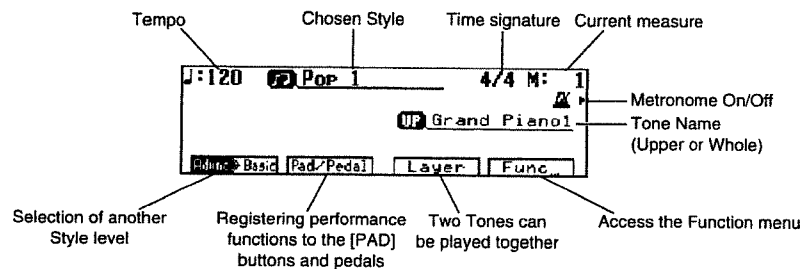 Tempo
Chosen Style
Time signature
Current measure
♩:120
Pop 1
4/4 M: 1
Metronome On/Off
UP Grand Piano1
Tone Name
(Upper or Whole)
Basic
Pad/Pedal
Layer
Func…
Selection of another
Style level
Registering performance
functions to the [PAD]
buttons and pedals
Two Tones can
be played together
Access the Function menu